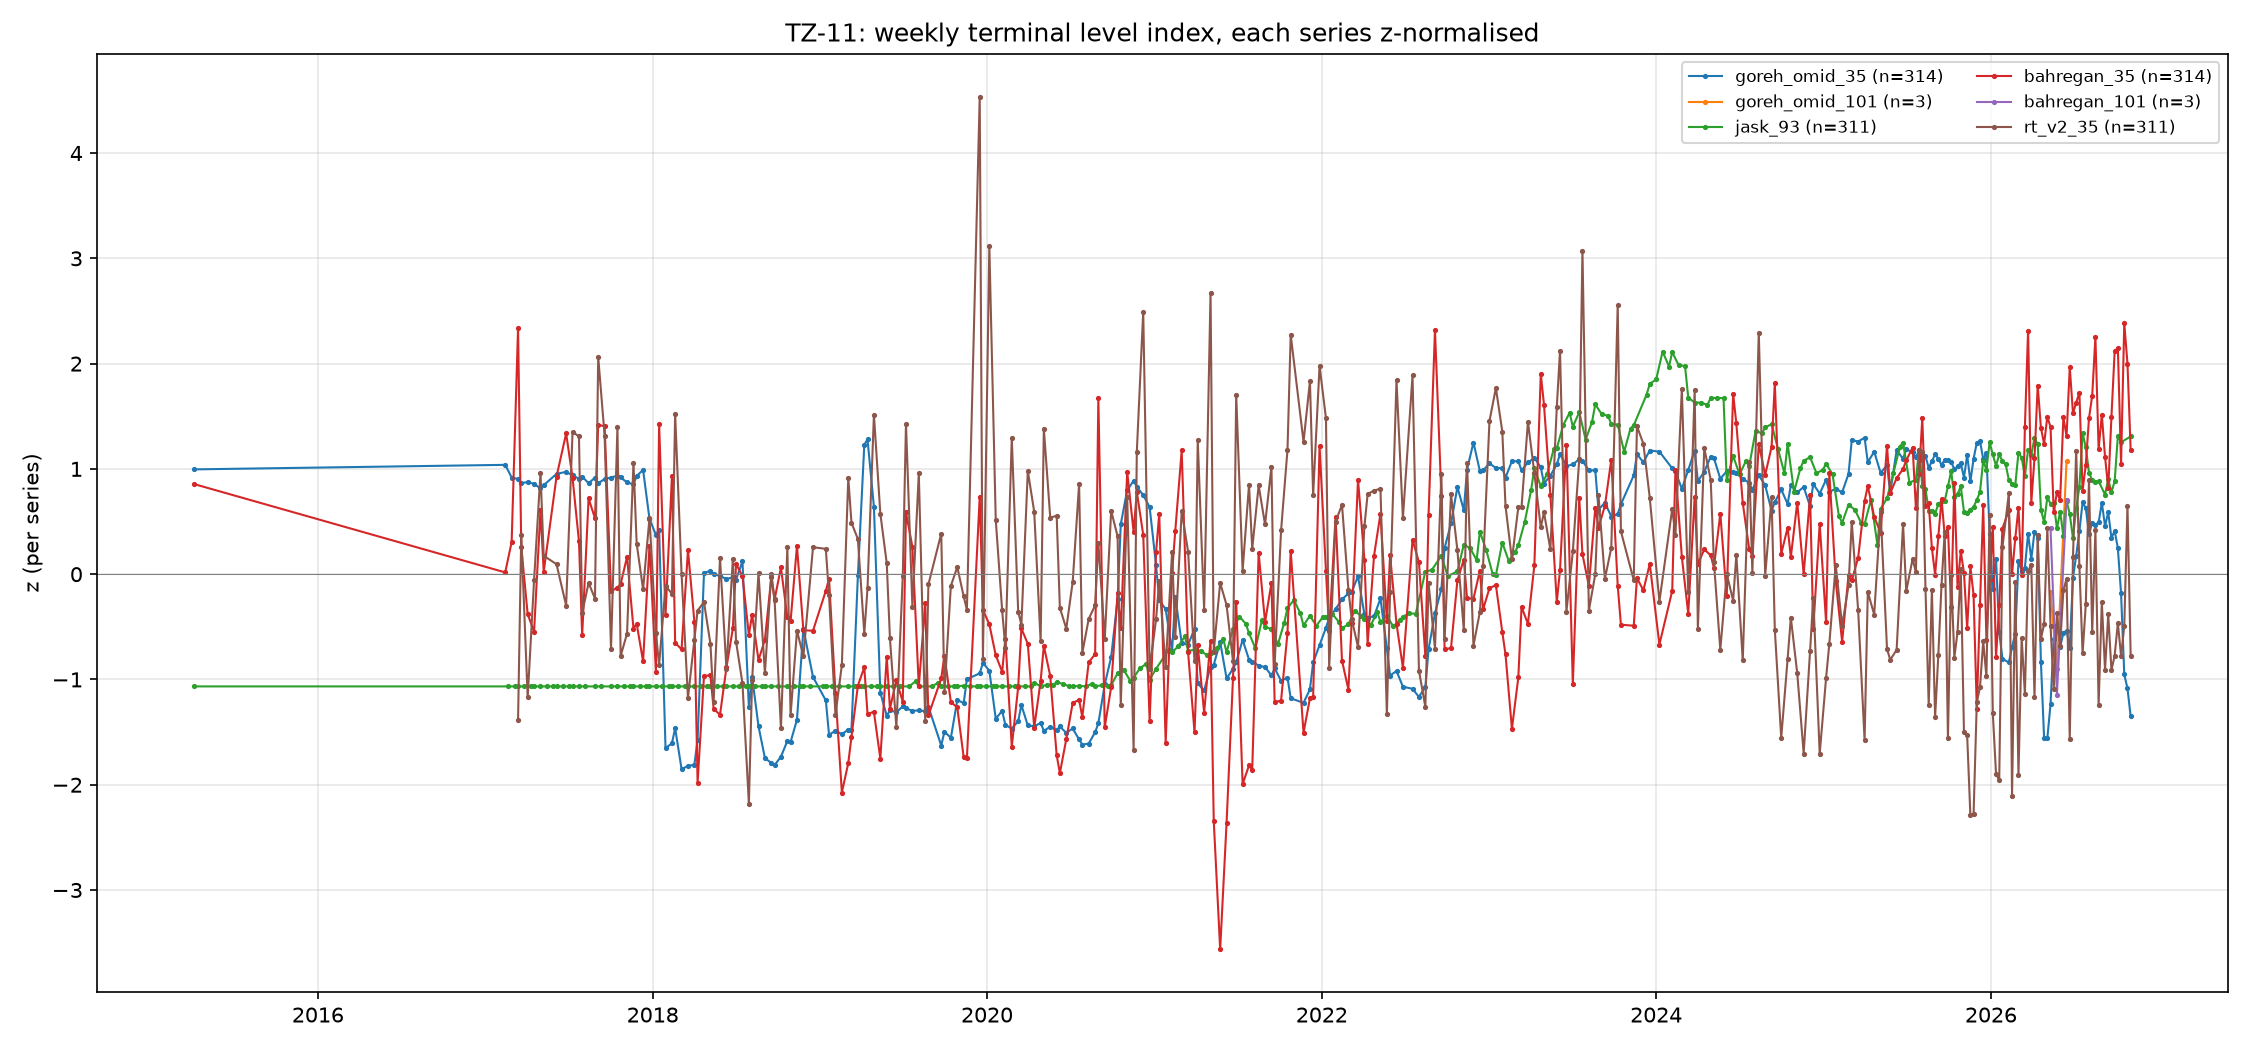 TZ-11: weekly terminal level index, each series z-normalised
goreh_omid_35 (n=314)
goreh_omid_101 (n=3)
jask_93 (n=311)
bahregan_35 (n=314)
bahregan_101 (n=3)
rt_v2_35 (n=311)
z (per series)
4
3
2
1
0
−1
−2
−3
2016
2018
2020
2022
2024
2026